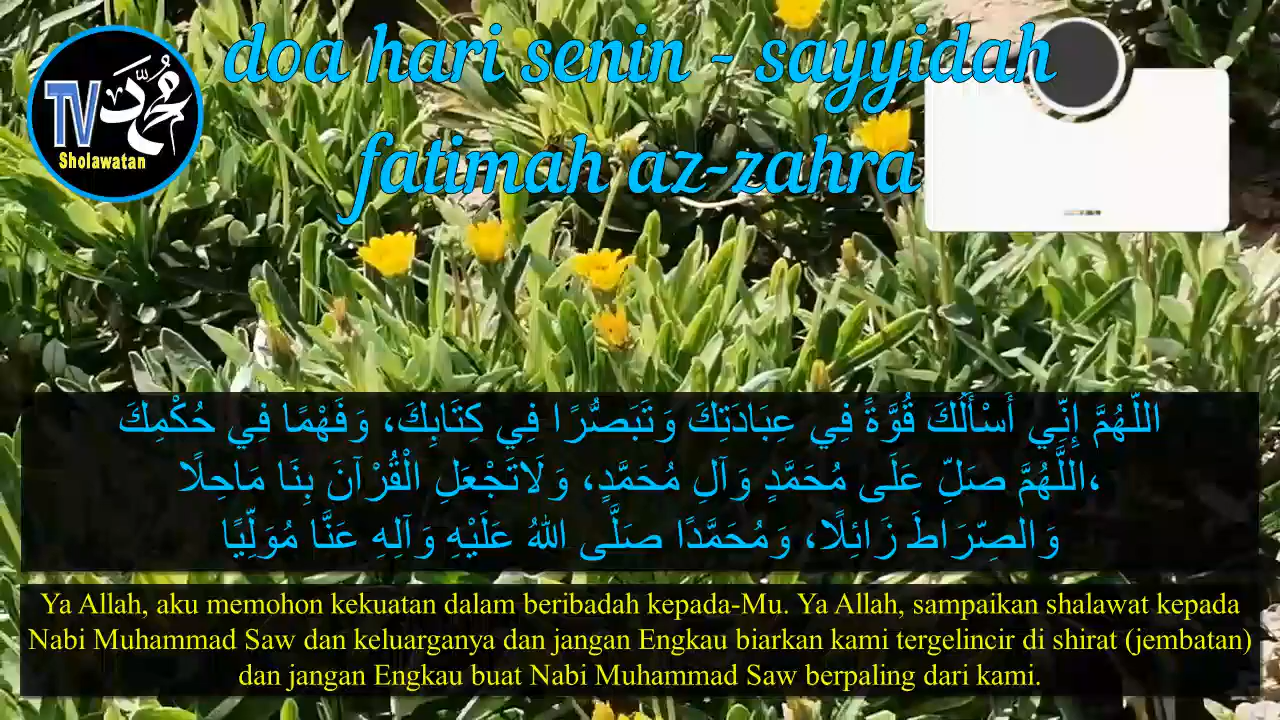 TV
محمد
Sholawatan
doa hari senin - sayyidah
fatimah az-zahra
اللّٰهُمَّ إِنِّي أَسْأَلُكَ قُوَّةً فِي عِبَادَتِكَ وَتَبَصُّرًا فِي كِتَابِكَ، وَفَهْمًا فِي حُكْمِكَ
،اللَّهُمَّ صَلِّ عَلَى مُحَمَّدٍ وَآلِ مُحَمَّدٍ، وَلَاتَجْعَلِ الْقُرْآنَ بِنَا مَاحِلًا
وَالصِّرَاطَ زَائِلًا، وَمُحَمَّدًا صَلَّى اللهُ عَلَيْهِ وَآلِهِ عَنَّا مُوَلِّيًا
Ya Allah, aku memohon kekuatan dalam beribadah kepada-Mu. Ya Allah, sampaikan shalawat kepada
Nabi Muhammad Saw dan keluarganya dan jangan Engkau biarkan kami tergelincir di shirat (jembatan)
dan jangan Engkau buat Nabi Muhammad Saw berpaling dari kami.